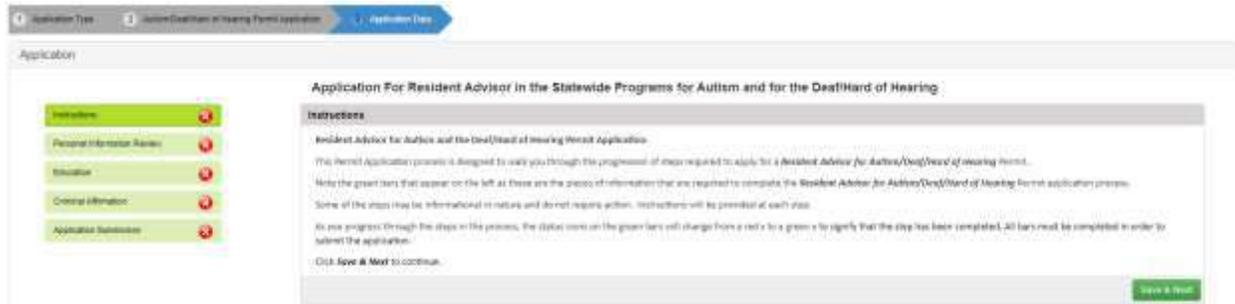 1 Application Type 2 Autism/Deaf/Hard of Hearing Permit Application 3 Application Data
Application
Application For Resident Advisor in the Statewide Programs for Autism and for the Deaf/Hard of Hearing
Instructions
Personal Information Review
Education
Criminal Affirmation
Application Submission
Instructions
Resident Advisor for Autism and the Deaf/Hard of Hearing Permit Application
This Permit Application process is designed to walk you through the progression of steps required to apply for a Resident Advisor for Autism/Deaf/Hard of Hearing Permit.
Note the green bars that appear on the left as these are the pieces of information that are required to complete the Resident Advisor for Autism/Deaf/Hard of Hearing Permit application process.
Some of the steps may be informational in nature and do not require action. Instructions will be provided at each step.
As you progress through the steps in the process, the status icons on the green bars will change from a red x to a green x to signify that the step has been completed. All bars must be completed in order to
submit the application.
Click Save & Next to continue.
Save & Next